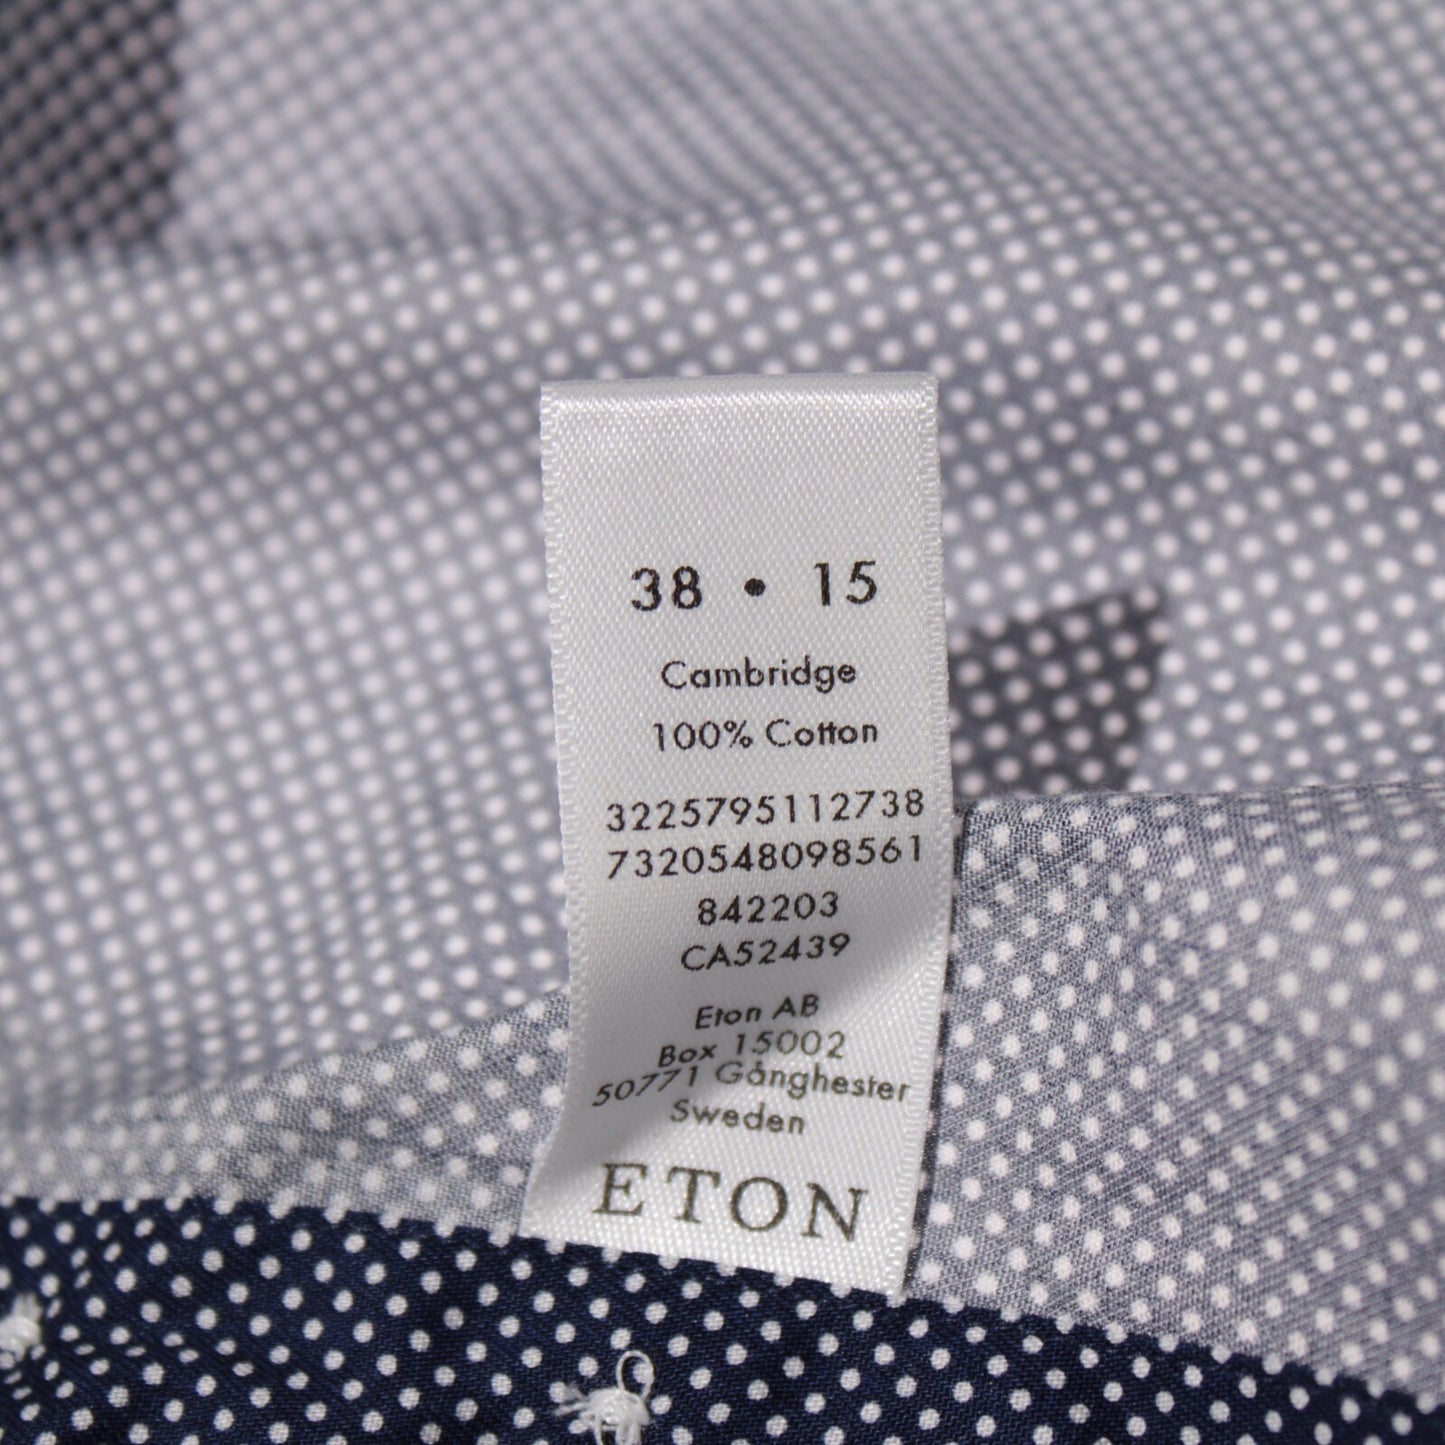 38 • 15
Cambridge
100% Cotton
3225795112738
7320548098561
842203
CA52439
Eton AB
Box 15002
50771 Gånghester
Sweden
ETON